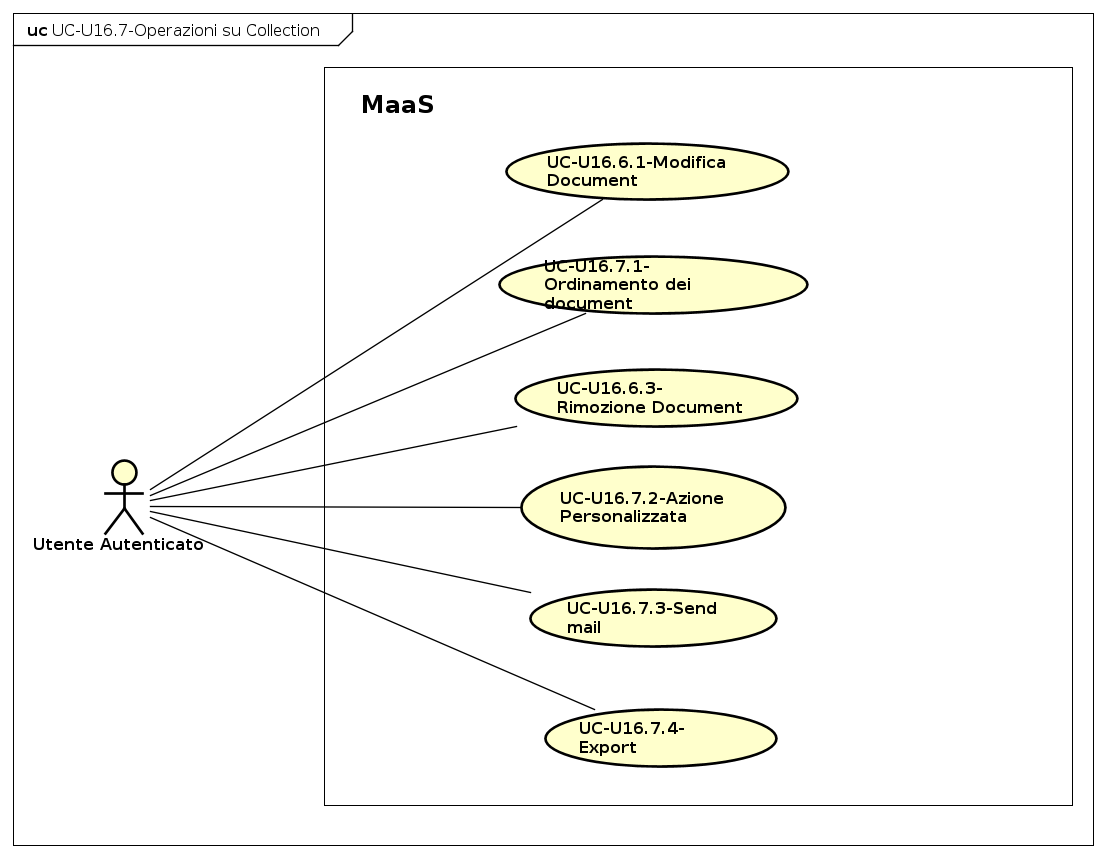 uc UC-U16.7-Operazioni su Collection
MaaS
UC-U16.6.1-Modifica
Document
UC-U16.7.1-
Ordinamento dei
document
UC-U16.6.3-
Rimozione Document
UC-U16.7.2-Azione
Personalizzata
Utente Autenticato
UC-U16.7.3-Send
mail
UC-U16.7.4-
Export